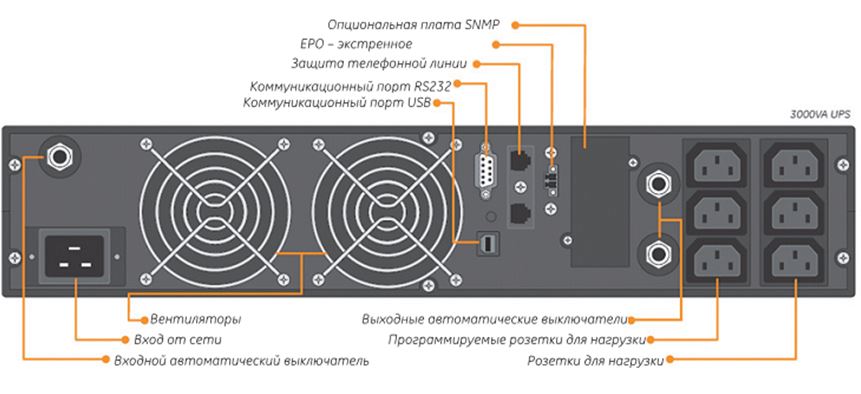 Опциональная плата SNMP
EPO – экстренное
Защита телефонной линии
Коммуникационный порт RS232
Коммуникационный порт USB
3000VA UPS
Вентиляторы
Выходные автоматические выключатели
Вход от сети
Программируемые розетки для нагрузки
Входной автоматический выключатель
Розетки для нагрузки